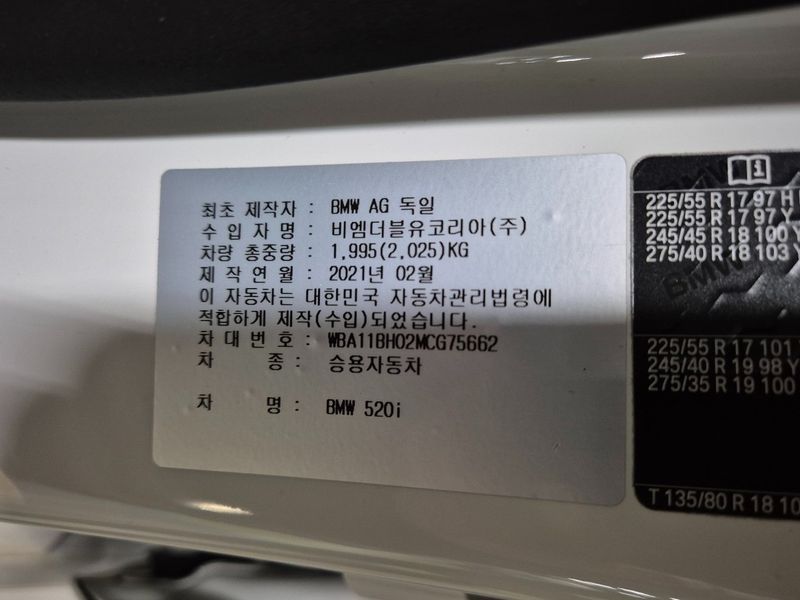 최초 제작자 : BMW AG 독일
수 입 자 명 : 비엠더블유코리아(주)
차량 총중량 : 1,995(2,025)KG
제 작 연 월 : 2021년 02월
이 자동차는 대한민국 자동차관리법령에
적합하게 제작(수입)되었습니다.
차 대 번 호 : WBA11BH02MCG75662
차 종 : 승용자동차
차 명 : BMW 520i
i
225/55 R 17 97 H
225/55 R 17 97 Y
245/45 R 18 100 Y
275/40 R 18 103 Y
BMW
BMW
225/55 R 17 101
245/40 R 19 98 Y
275/35 R 19 100
T 135/80 R 18 10